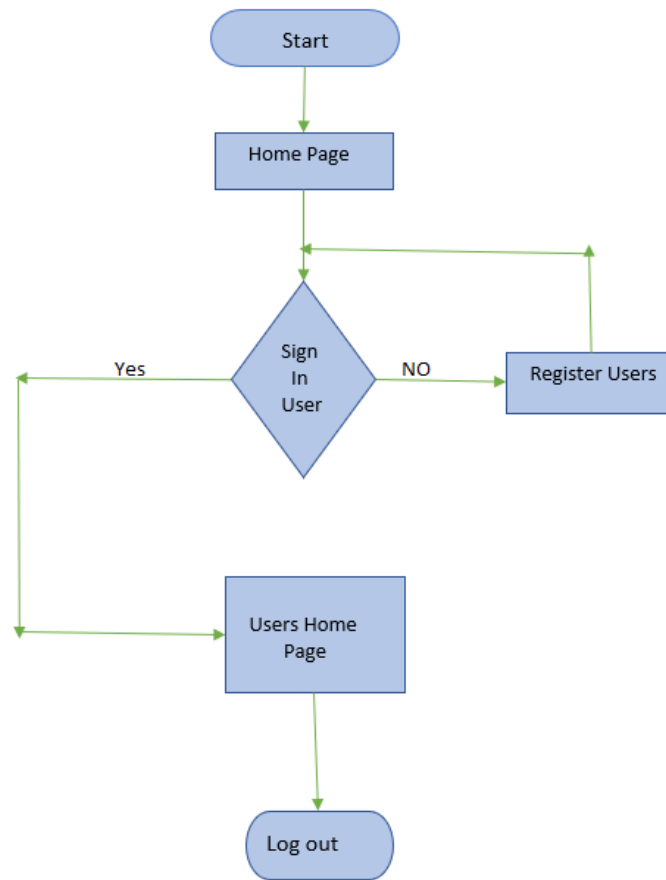 Start
Home Page
Sign
In
User
Yes
NO
Register Users
Users Home
Page
Log out